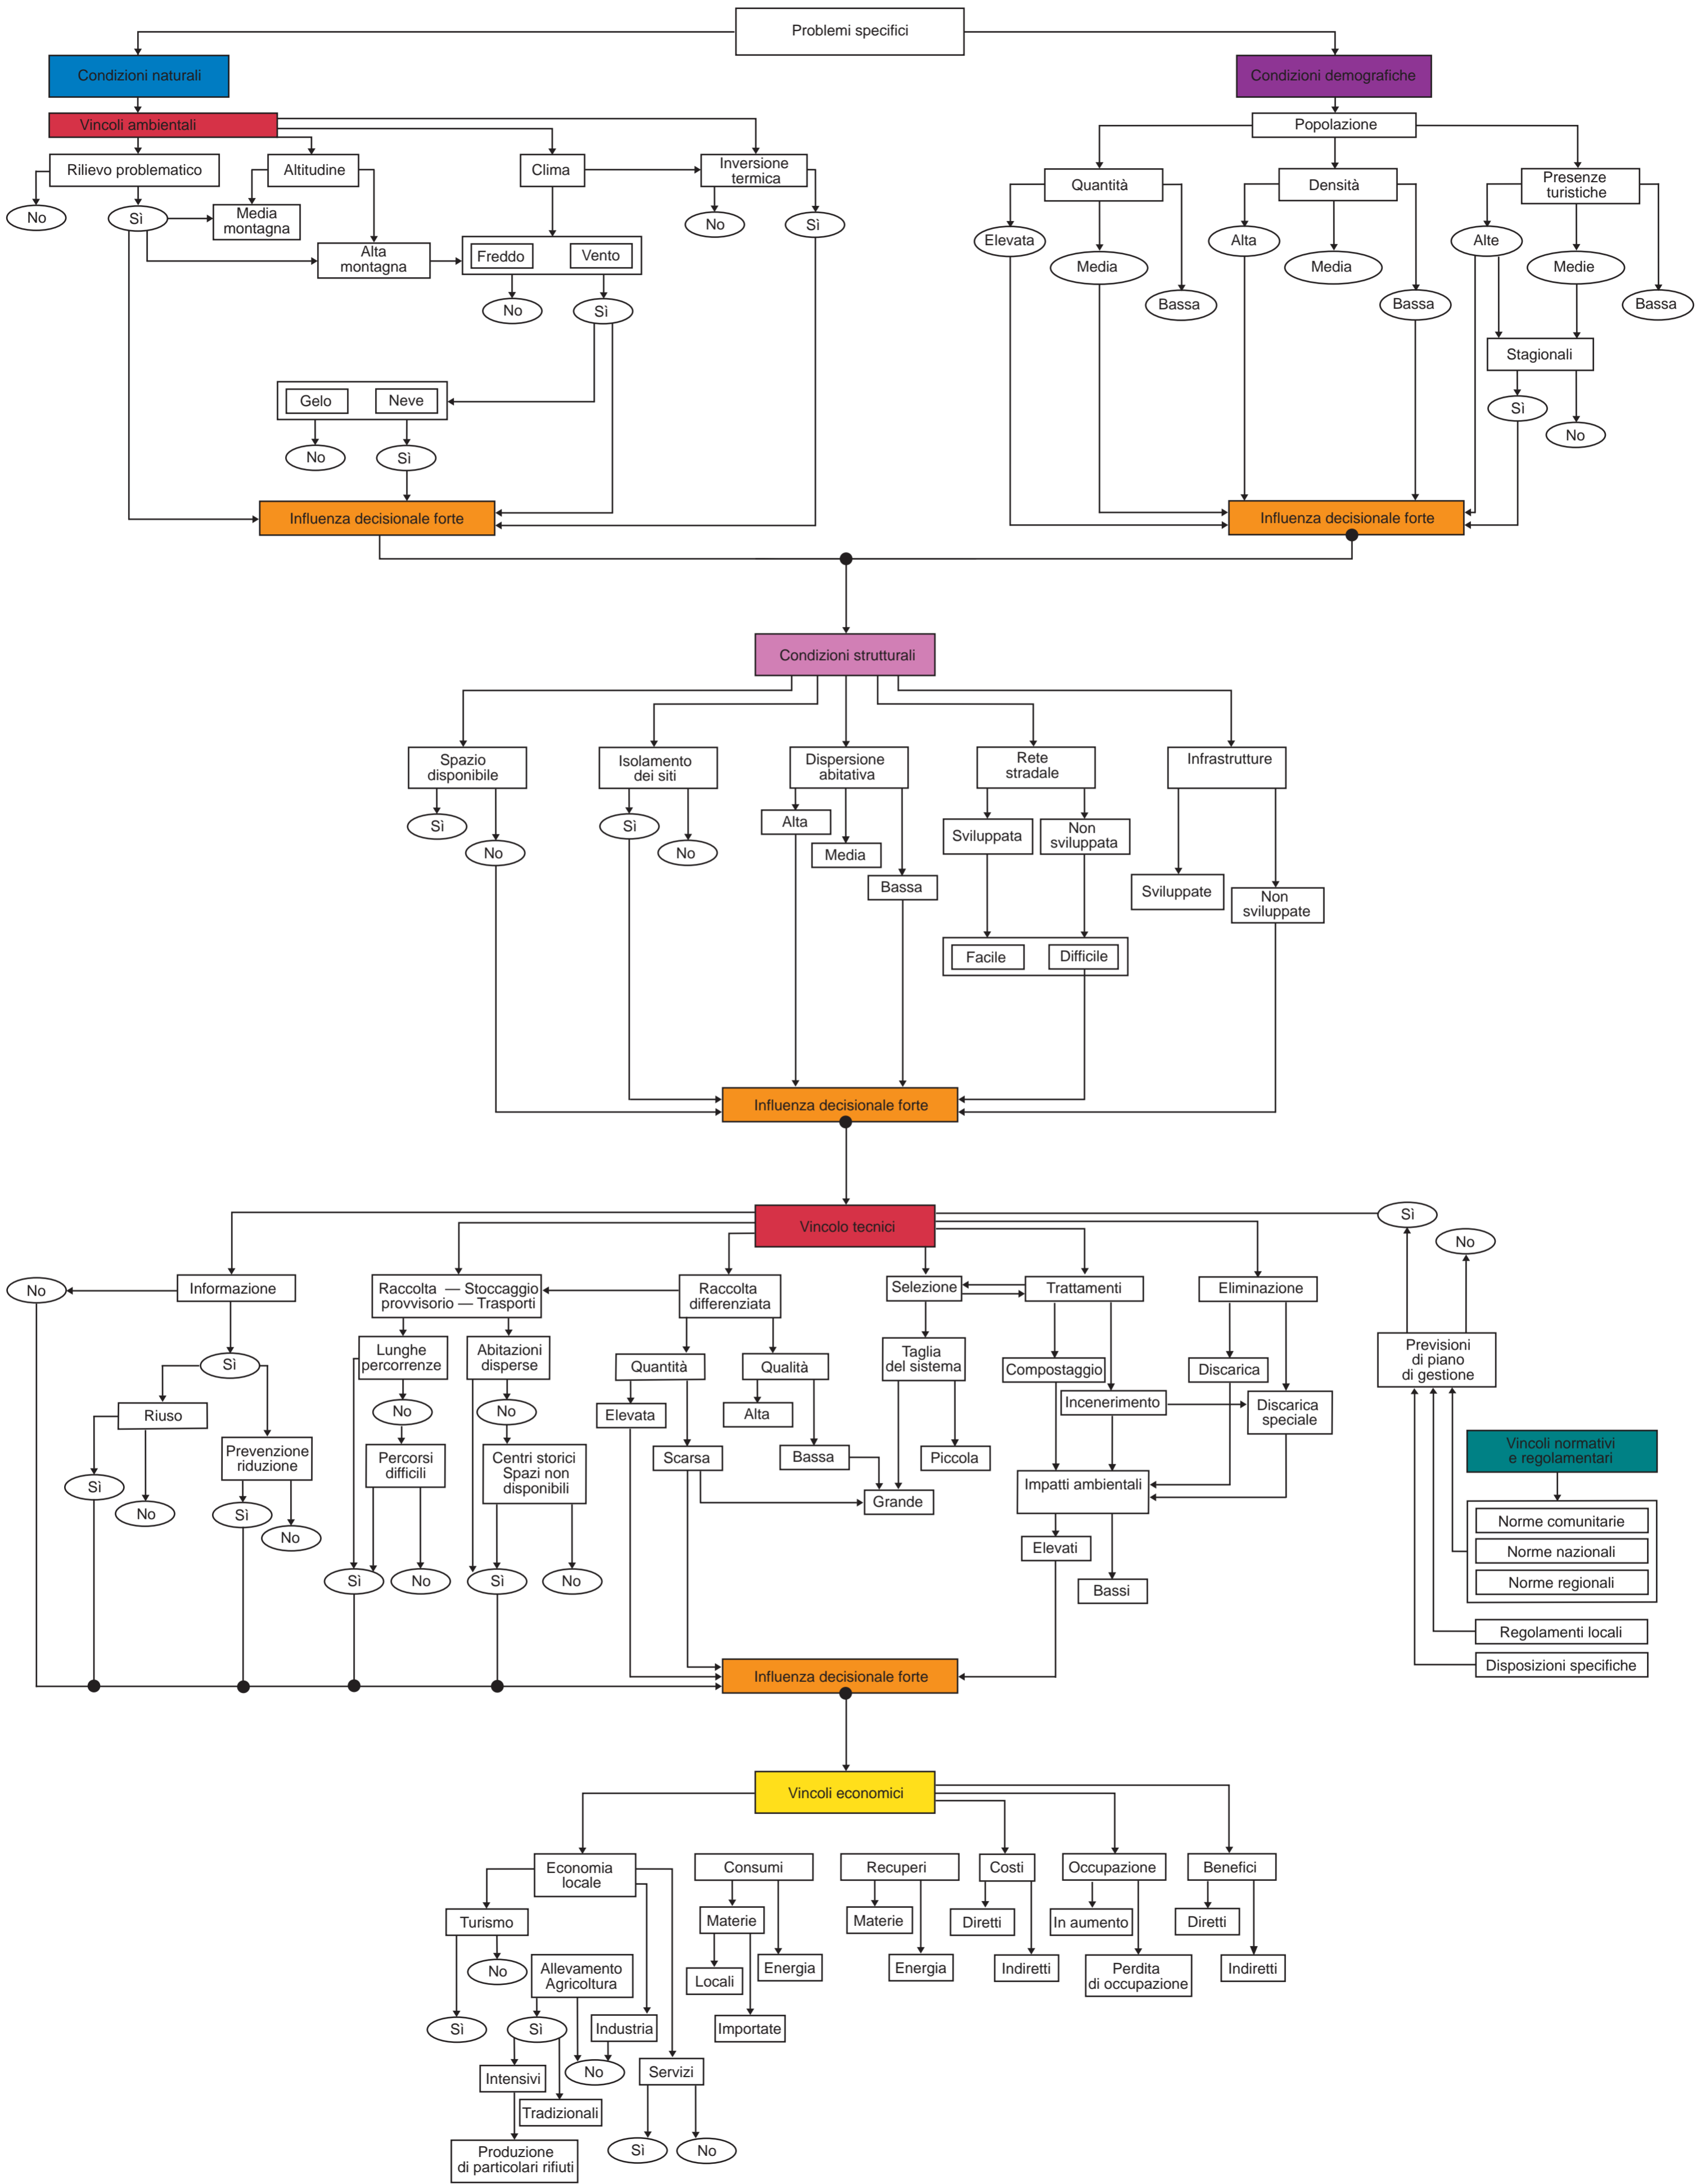 Problemi specifici
Condizioni naturali
Condizioni demografiche
Vincoli ambientali
Popolazione
Rilievo problematico
Altitudine
Clima
Inversione
termica
Quantità
Densità
Presenze
turistiche
No
Sì
Media
montagna
No
Sì
Elevata
Alta
Alte
Alta
montagna
Freddo
Vento
Media
Media
Medie
No
Sì
Bassa
Bassa
Bassa
Stagionali
Gelo
Neve
Sì
No
No
Sì
Influenza decisionale forte
Influenza decisionale forte
Condizioni strutturali
Spazio
disponibile
Isolamento
dei siti
Dispersione
abitativa
Rete
stradale
Infrastrutture
Sì
No
Sì
No
Alta
Media
Bassa
Sviluppata
Non
sviluppata
Sviluppate
Non
sviluppate
Facile
Difficile
Influenza decisionale forte
Vincolo tecnici
Sì
No
No
Informazione
Raccolta — Stoccaggio
provvisorio — Trasporti
Raccolta
differenziata
Selezione
Trattamenti
Eliminazione
Previsioni
di piano
di gestione
Sì
Lunghe
percorrenze
Abitazioni
disperse
Quantità
Qualità
Taglia
del sistema
Compostaggio
Discarica
Riuso
No
No
Elevata
Alta
Incenerimento
Discarica
speciale
Prevenzione
riduzione
Percorsi
difficili
Centri storici
Spazi non
disponibili
Scarsa
Bassa
Piccola
Vincoli normativi
e regolamentari
Sì
No
Sì
No
Grande
Impatti ambientali
Norme comunitarie
Norme nazionali
Norme regionali
Elevati
Bassi
Sì
No
Sì
No
Regolamenti locali
Disposizioni specifiche
Influenza decisionale forte
Vincoli economici
Economia
locale
Consumi
Recuperi
Costi
Occupazione
Benefici
Turismo
Materie
Materie
Diretti
In aumento
Diretti
No
Allevamento
Agricoltura
Locali
Energia
Energia
Indiretti
Perdita
di occupazione
Indiretti
Sì
Sì
Industria
Importate
Intensivi
No
Servizi
Tradizionali
Produzione
di particolari rifiuti
Sì
No